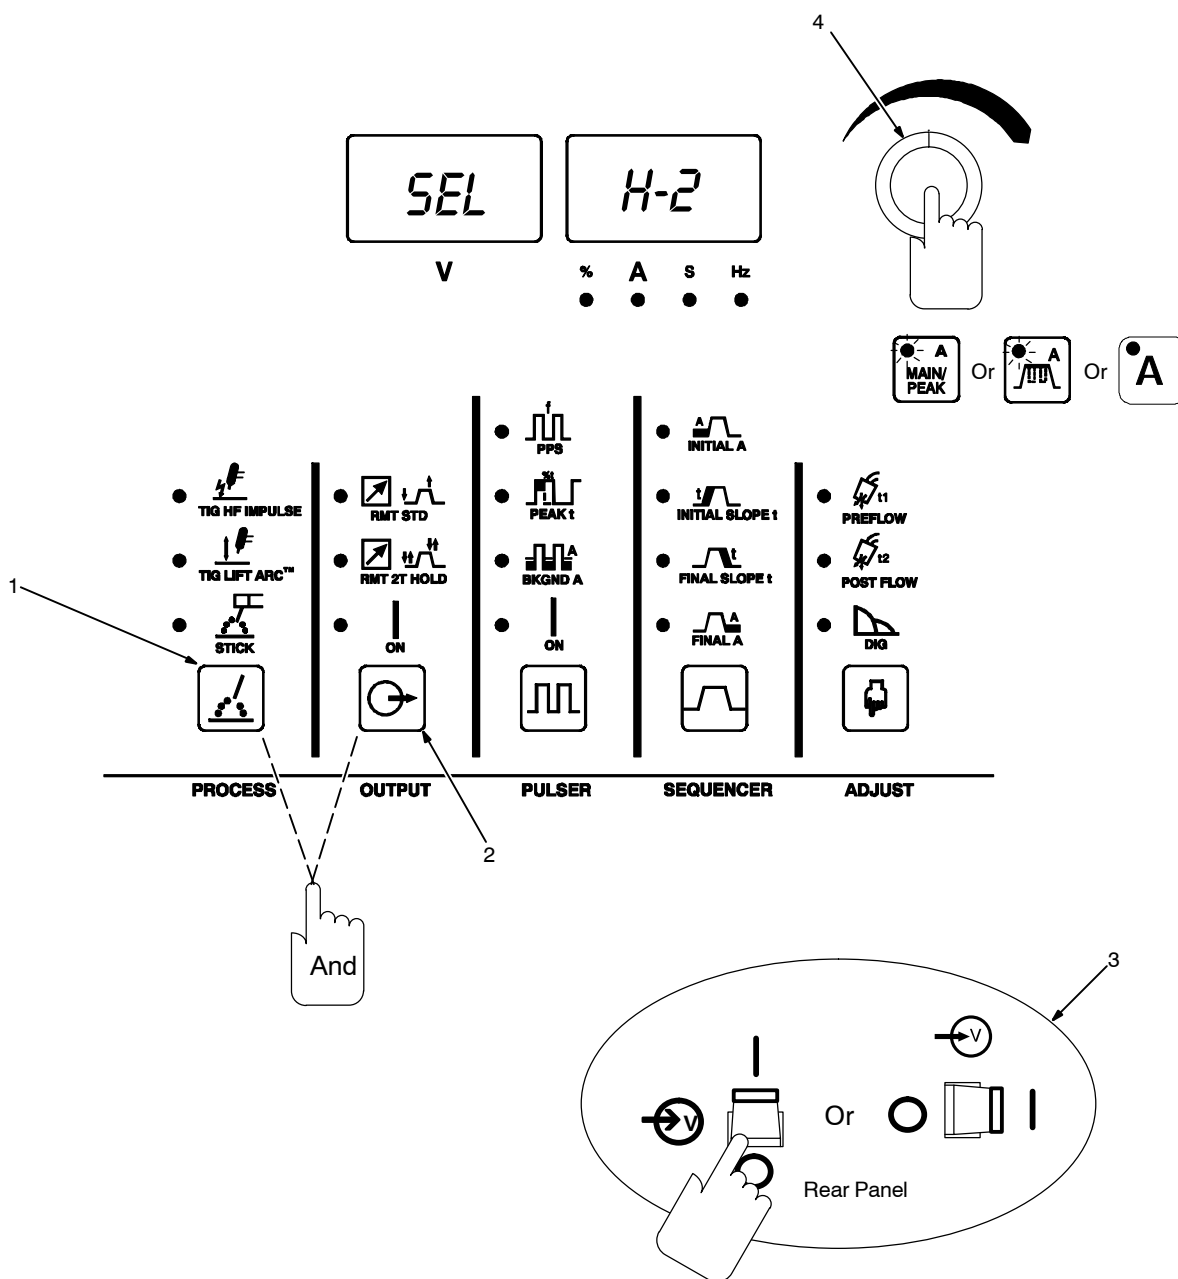 4
SEL H-2
V
% A S Hz
A MAIN/ PEAK Or A Or A
f
PPS
A
INITIAL A
TIG HF IMPULSE
RMT STD
%t
PEAK t
t
INITIAL SLOPE t
t1
PREFLOW
TIG LIFT ARC™
RMT 2T HOLD
A
BKGND A
t
FINAL SLOPE t
t2
POST FLOW
1
STICK
ON
ON
A
FINAL A
DIG
PROCESS OUTPUT PULSER SEQUENCER ADJUST
2
And
3
V
V
Or
Rear Panel